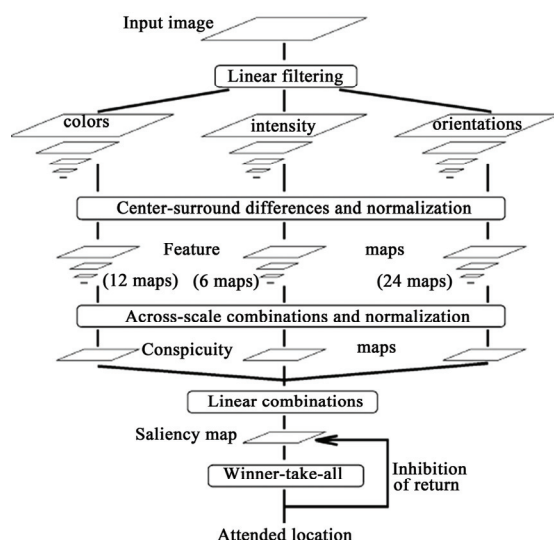 Input image
Linear filtering
colors intensity orientations
Center-surround differences and normalization
Feature maps
(12 maps) (6 maps) (24 maps)
Across-scale combinations and normalization
Conspicuity maps
Linear combinations
Saliency map
Winner-take-all
Inhibition
of return
Attended location